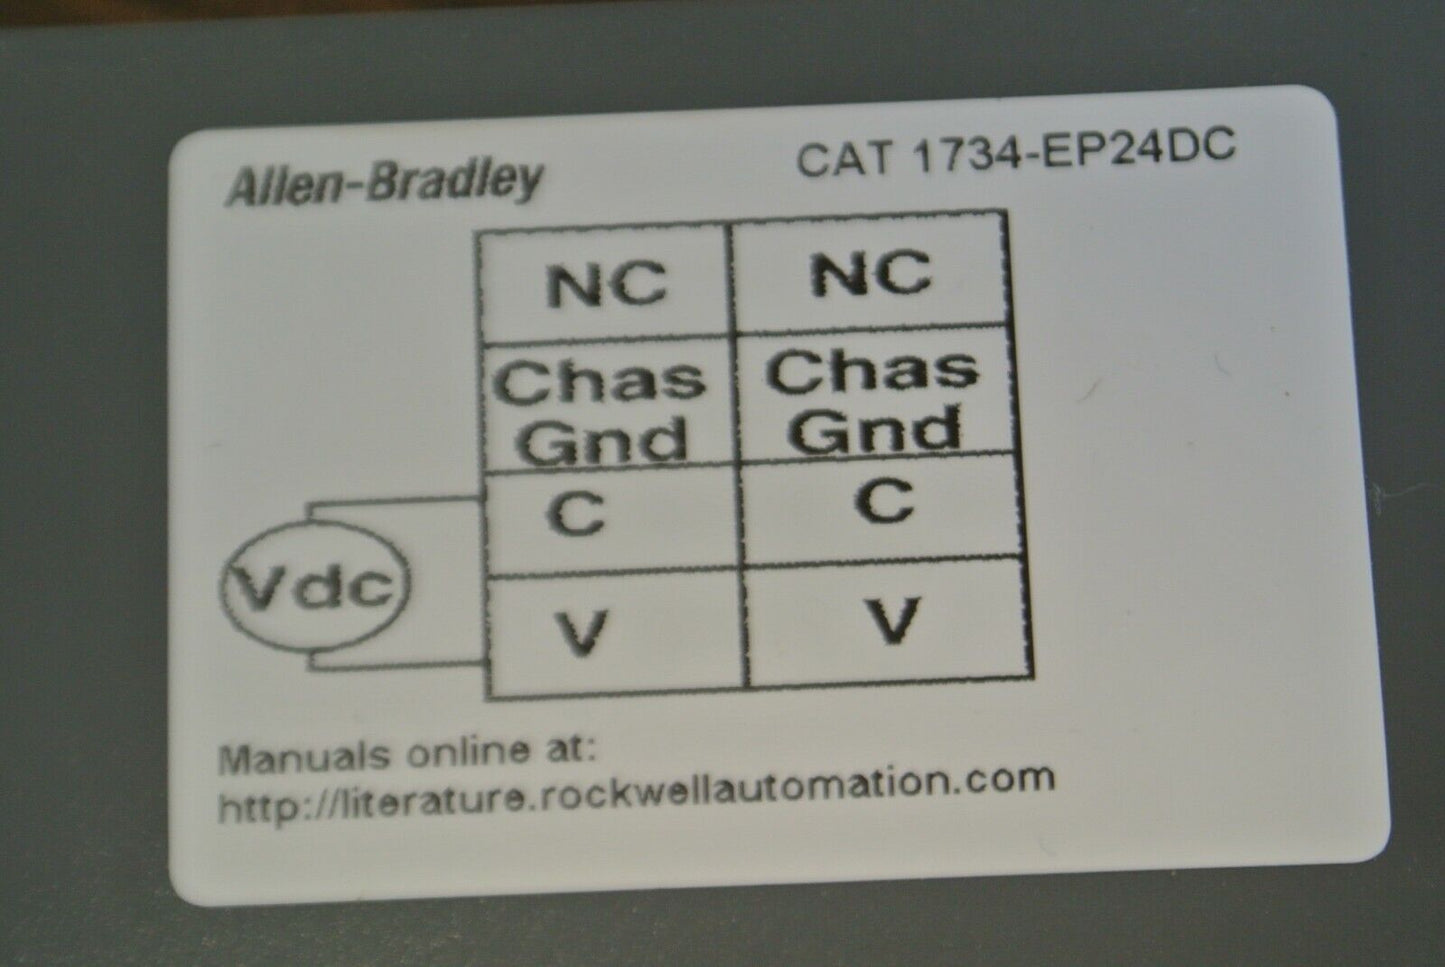 Allen-Bradley CAT 1734-EP24DC
NC NC
Chas Chas
Gnd Gnd
C C
Vdc
V V
Manuals online at:
http://literature.rockwellautomation.com